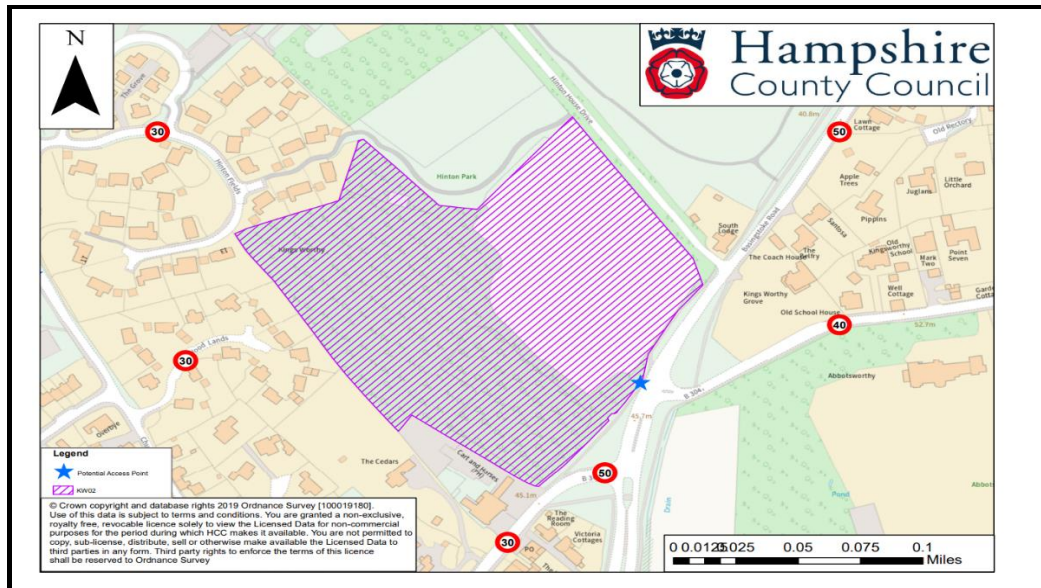 N
Hampshire
County Council
The Grove
30
Hinton Fields
Hinton House Drive
Hinton Park
40.8m
50
Lawn
Cottage
Old Rectory
Apple
Trees
Little
Orchard
Juglans
Pippins
Santosa
South
Lodge
Basingstoke Road
The Coach House
The
Belfry
Old
Kingsworthy
School
Mark
Two
Point
Seven
Kings Worthy
Grove
Well
Cottage
Old School House
40
52.7m
Kings Worthy
30
Lands
Abbotsworthy
45.7m
Overbye
The Cedars
Cart and Horses
(PH)
50
45.1m
The
Reading
Room
Victoria
Cottages
PO
30
Drain
Pond
Legend
Potential Access Point
KW02
© Crown copyright and database rights 2019 Ordnance Survey [100019180].
Use of this data is subject to terms and conditions. You are granted a non-exclusive,
royalty free, revocable licence solely to view the Licensed Data for non-commercial
purposes for the period during which HCC makes it available. You are not permitted to
copy, sub-license, distribute, sell or otherwise make available the Licensed Data to
third parties in any form. Third party rights to enforce the terms of this licence
shall be reserved to Ordnance Survey
0 0.0125 0.025 0.05 0.075 0.1
Miles